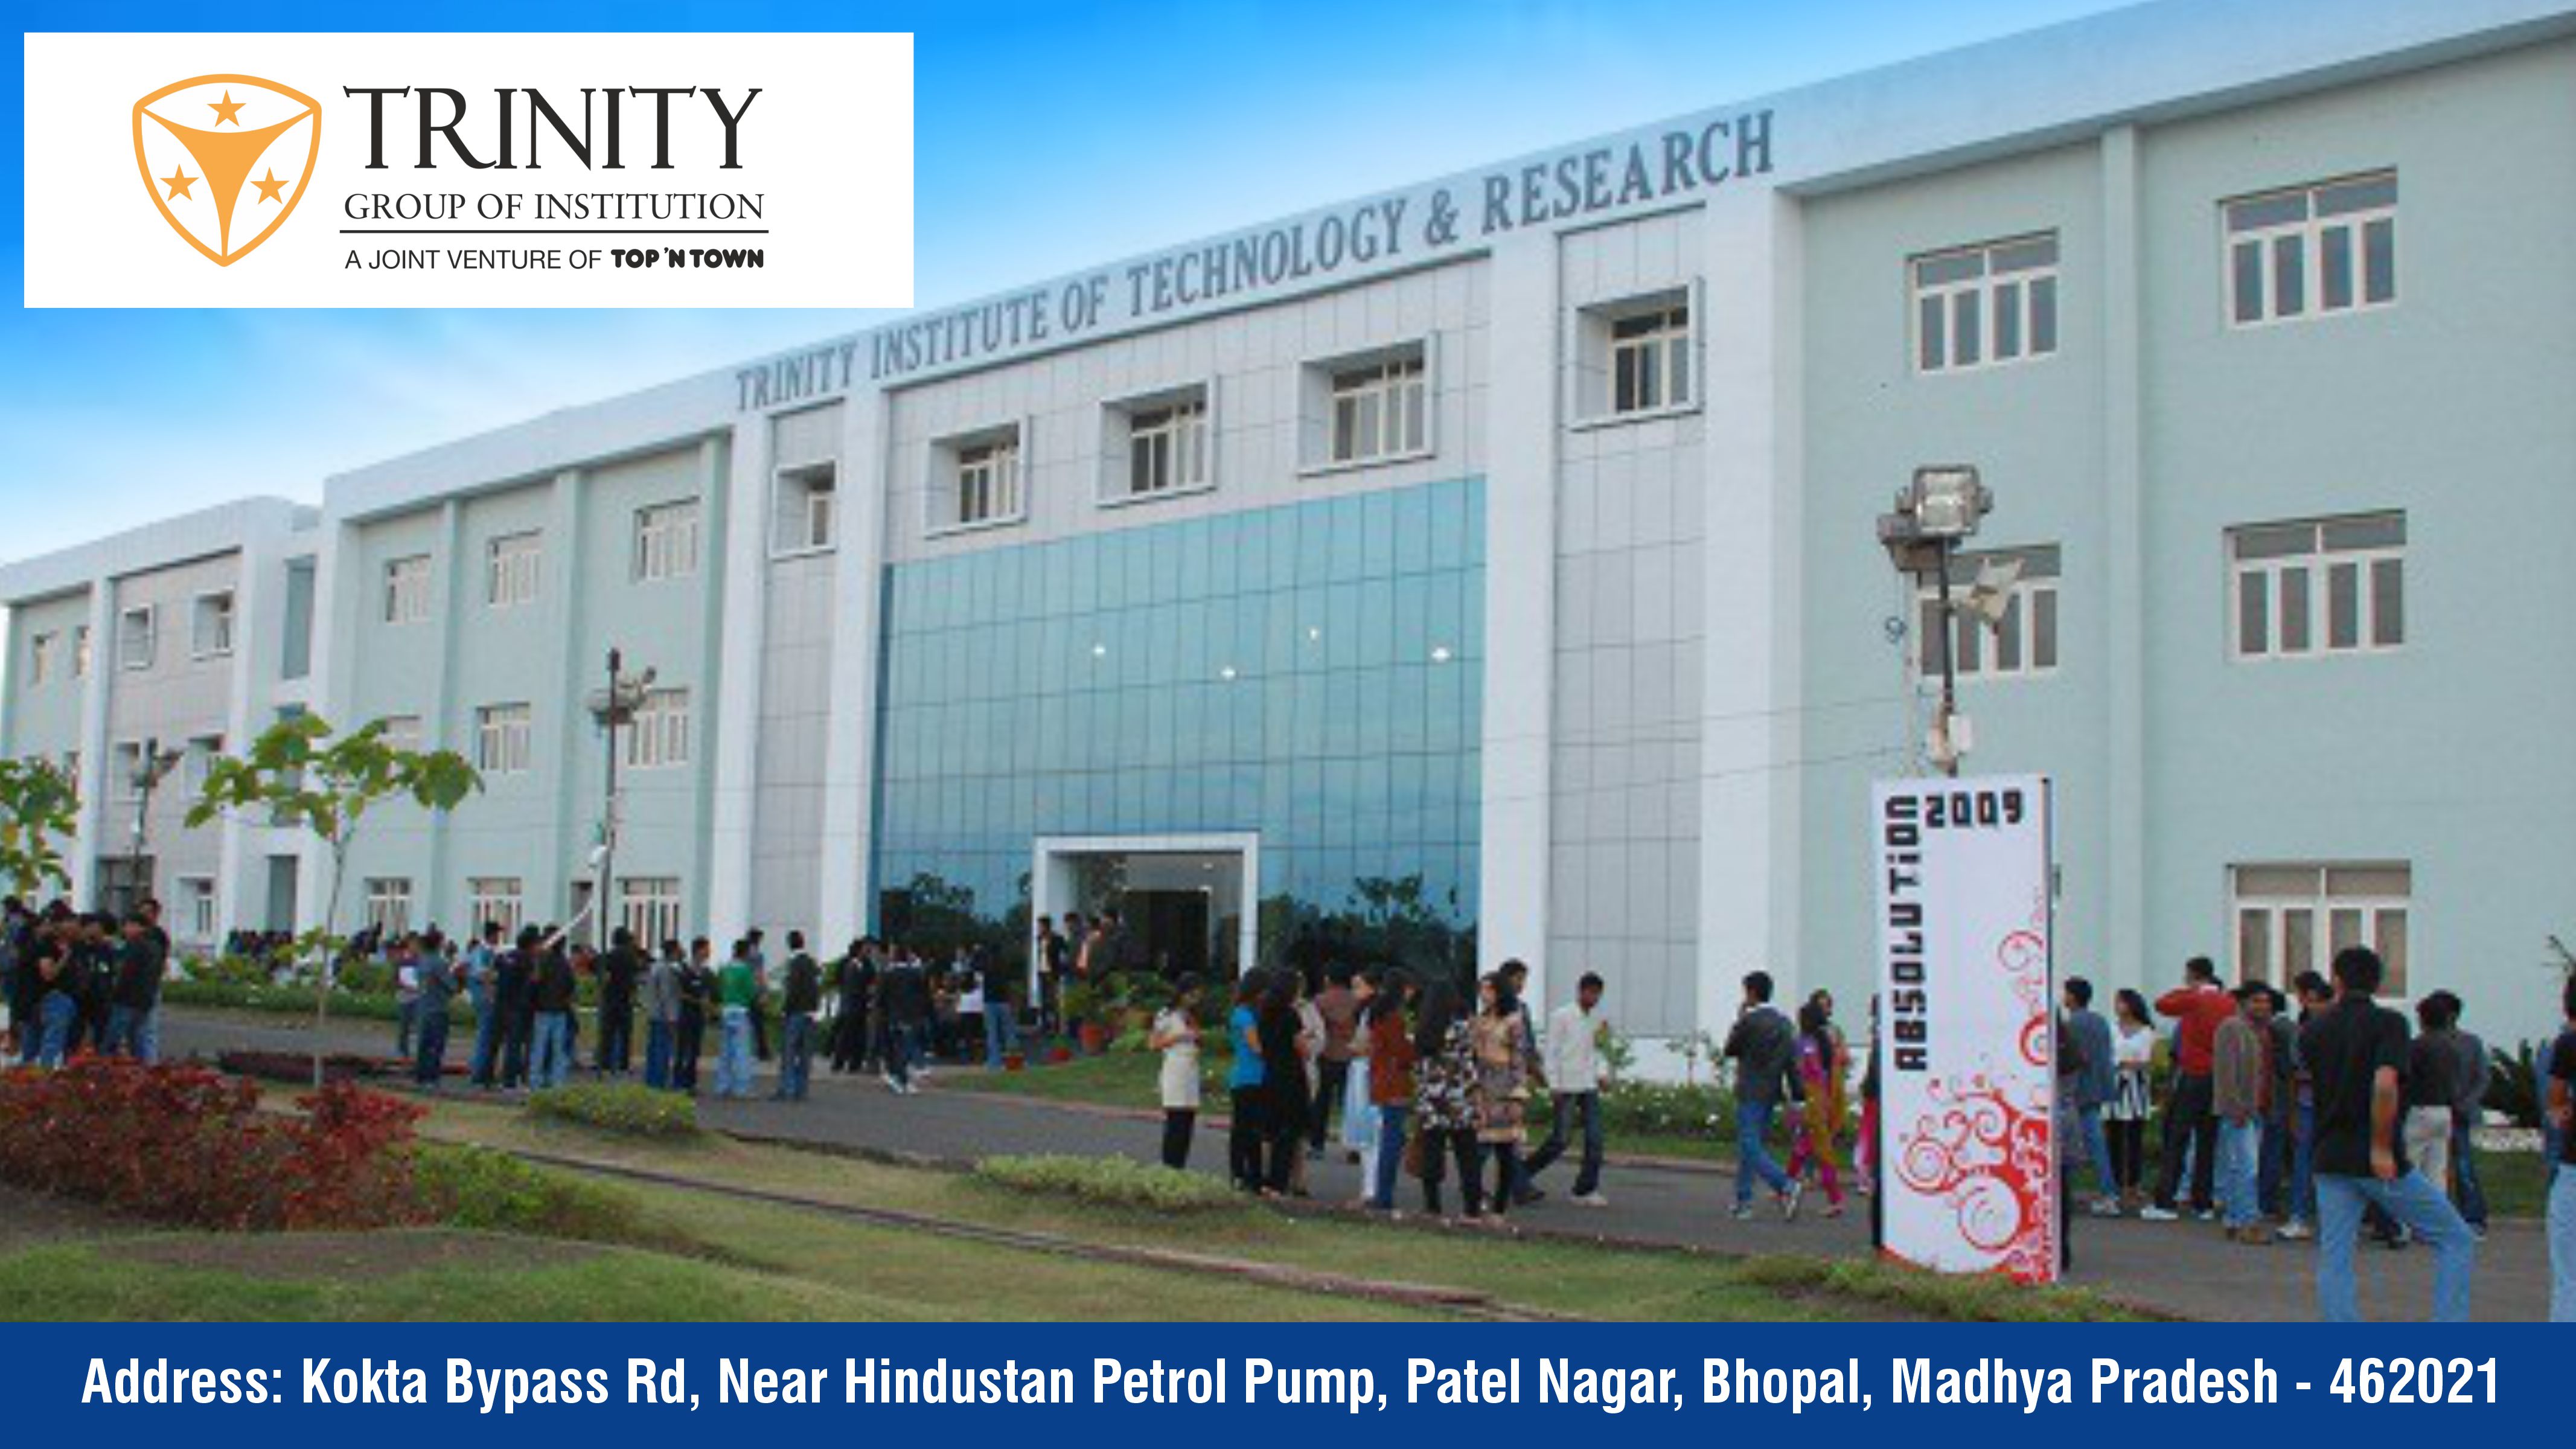 TRINITY
GROUP OF INSTITUTION
A JOINT VENTURE OF TOP 'N TOWN
TRINITY INSTITUTE OF TECHNOLOGY & RESEARCH
ABSOLUTION
2009
Address: Kokta Bypass Rd, Near Hindustan Petrol Pump, Patel Nagar, Bhopal, Madhya Pradesh - 462021